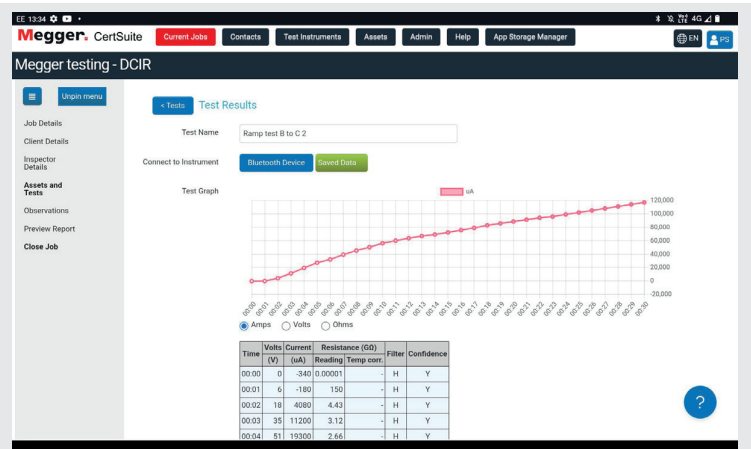 EE 13:34 4G
Megger. CertSuite Current Jobs Contacts Test Instruments Assets Admin Help App Storage Manager EN PS
Megger testing - DCIR
Unpin menu
< Tests Test Results
Job Details
Client Details
Inspector
Details
Assets and
Tests
Observations
Preview Report
Close Job
Test Name Ramp test B to C 2
Connect to Instrument Bluetooth Device Saved Data
Test Graph
uA
120,000
100,000
80,000
60,000
40,000
20,000
0
-20,000
00:00 00:01 00:02 00:03 00:04 00:05 00:06 00:07 00:08 00:09 00:10 00:11 00:12 00:13 00:14 00:15 00:16 00:17 00:18 00:19 00:20 00:21 00:22 00:23 00:24 00:25 00:26 00:27 00:28 00:29 00:30
Amps Volts Ohms
Time Volts Current Resistance (GΩ) Filter Confidence
(V) (uA) Reading Temp corr.
00:00 0 -340 0.00001 - H Y
00:01 6 -180 150 - H Y
00:02 18 4080 4.43 - H Y
00:03 35 11200 3.12 - H Y
00:04 51 19300 2.66 - H Y
?